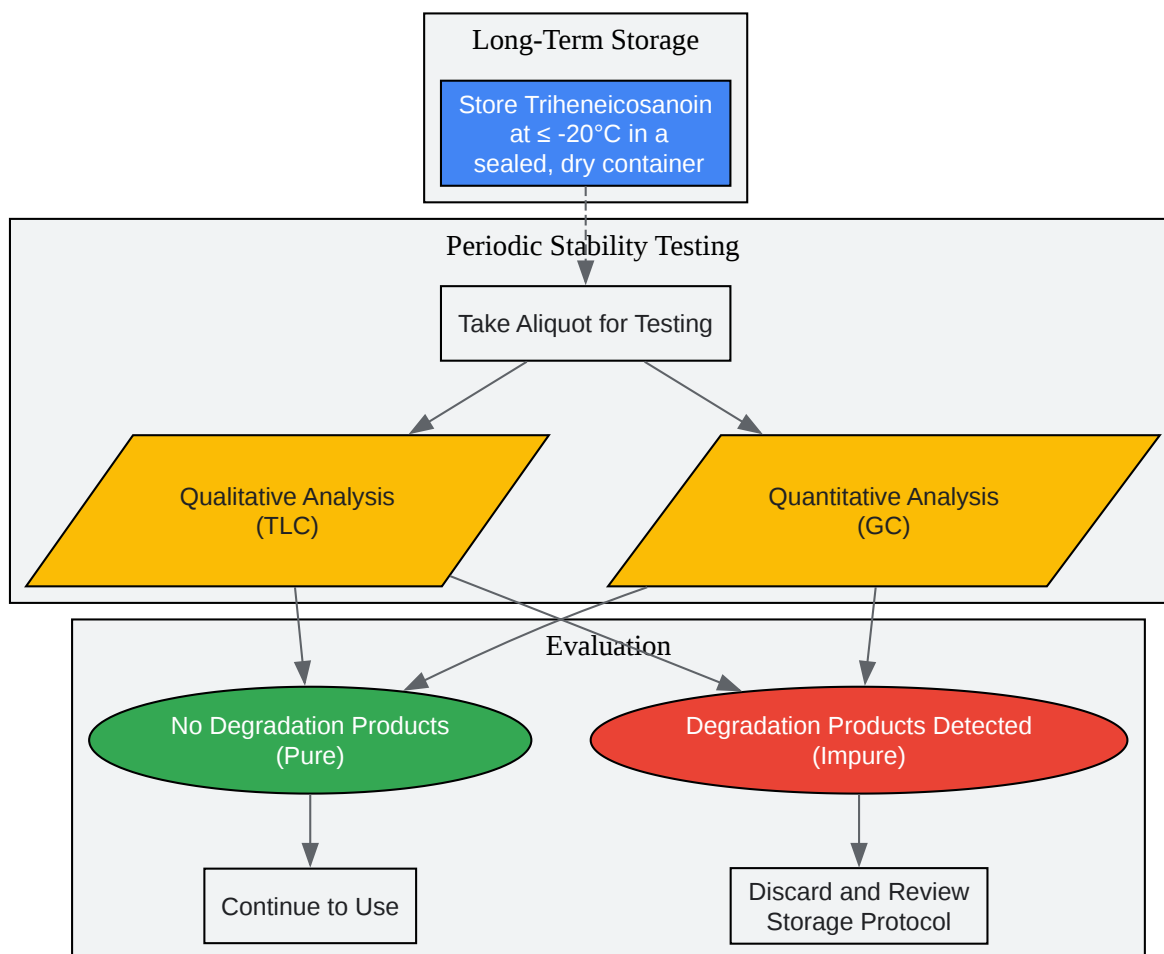 Long-Term Storage
Store Triheneicosanoin
at ≤ -20°C in a
sealed, dry container
Periodic Stability Testing
Take Aliquot for Testing
Qualitative Analysis
(TLC)
Quantitative Analysis
(GC)
Evaluation
No Degradation Products
(Pure)
Degradation Products Detected
(Impure)
Continue to Use
Discard and Review
Storage Protocol